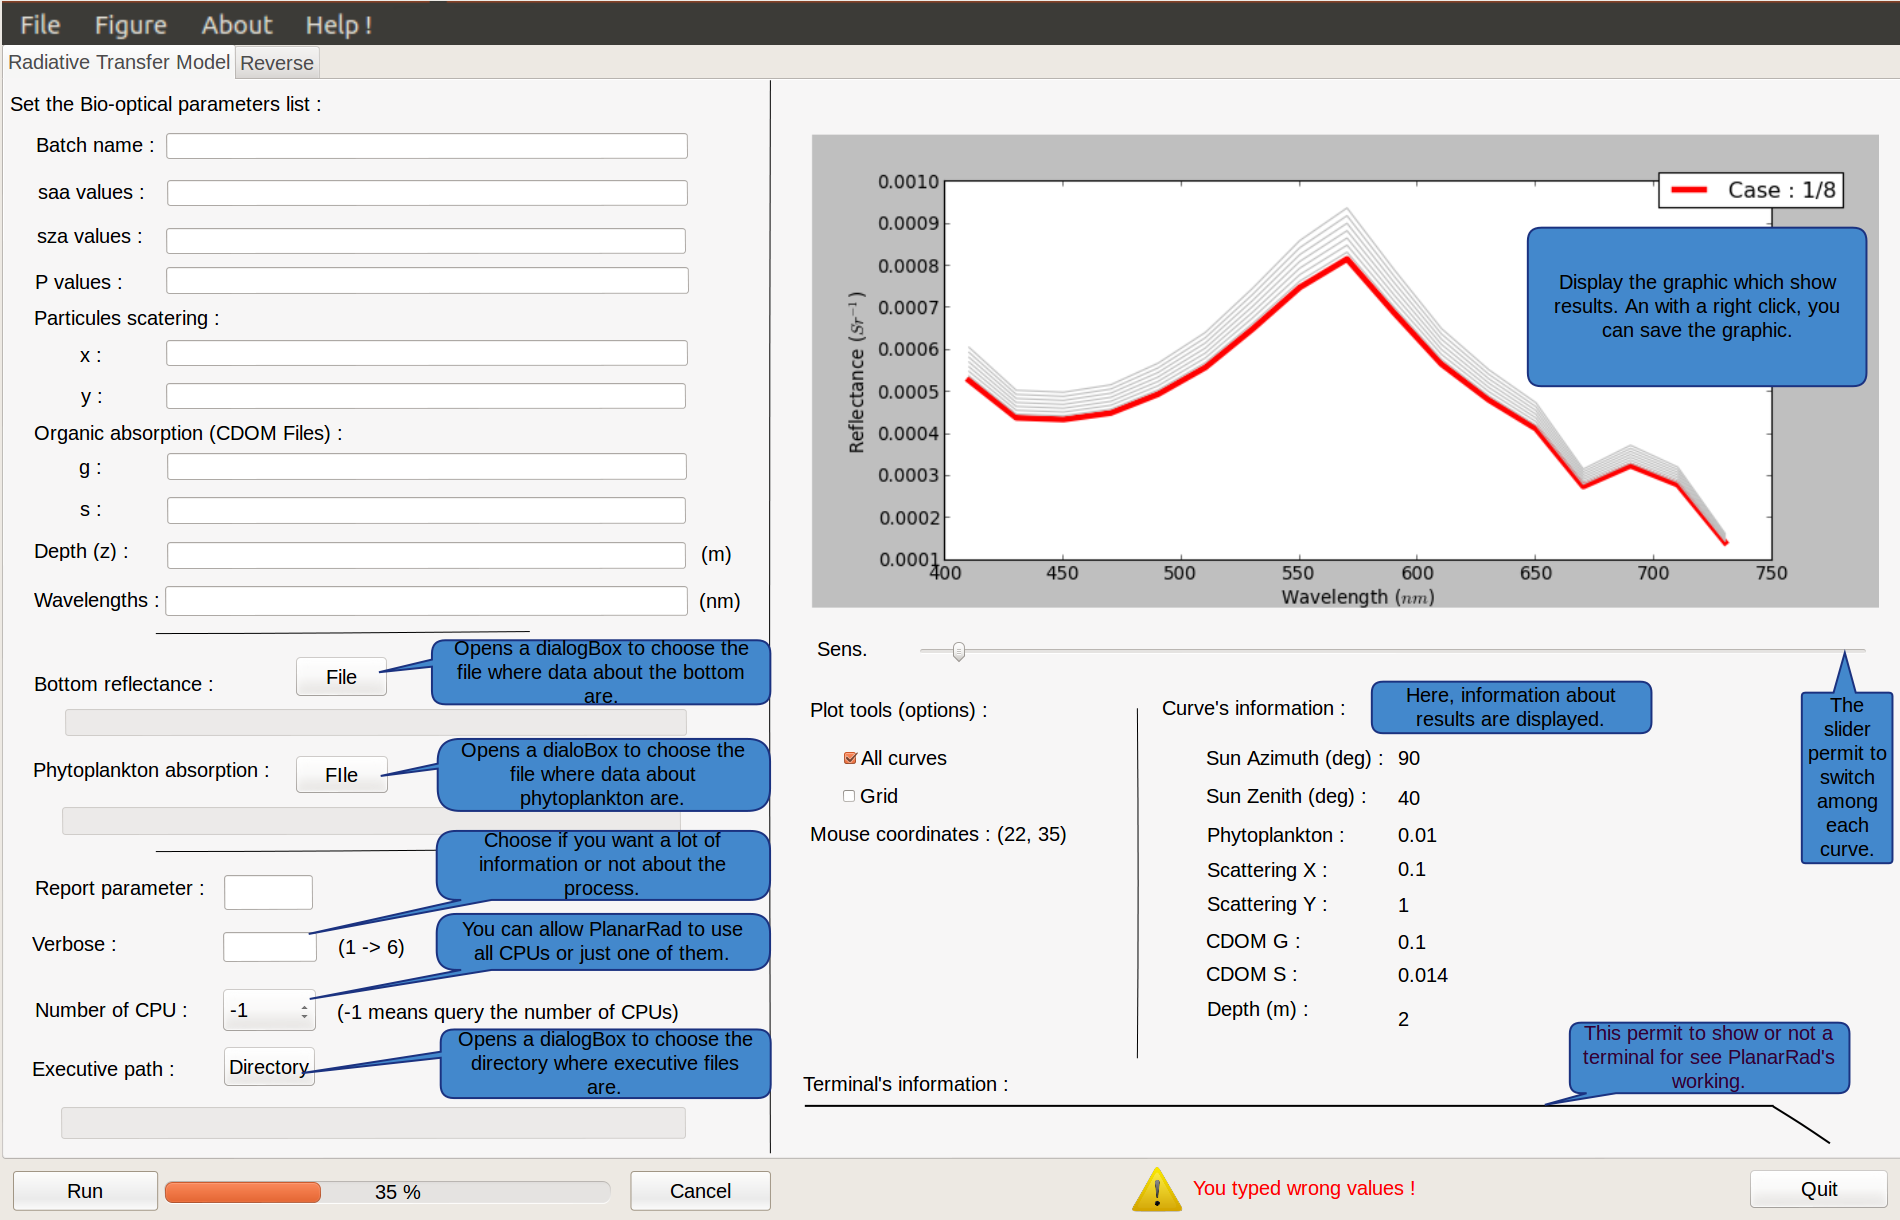 File Figure About Help !
Radiative Transfer Model Reverse
Set the Bio-optical parameters list :
Batch name :
saa values :
sza values :
P values :
Particules scatering :
x :
y :
Organic absorption (CDOM Files) :
g :
s :
Depth (z) : (m)
Wavelengths : (nm)
Bottom reflectance : File
Opens a dialogBox to choose the
file where data about the bottom
are.
Phytoplankton absorption : FIle
Opens a dialoBox to choose the
file where data about
phytoplankton are.
Choose if you want a lot of
information or not about the
process.
Report parameter :
Verbose : (1 -> 6)
You can allow PlanarRad to use
all CPUs or just one of them.
Number of CPU : -1 (-1 means query the number of CPUs)
Executive path : Directory
Opens a dialogBox to choose the
directory where executive files
are.
Run 35 % Cancel
Case : 1/8
0.0010
0.0009
0.0008
0.0007
0.0006
0.0005
0.0004
0.0003
0.0002
0.0001
Reflectance (Sr⁻¹)
400 450 500 550 600 650 700 750
Wavelength (nm)
Display the graphic which show
results. An with a right click, you
can save the graphic.
Sens.
The
slider
permit to
switch
among
each
curve.
Plot tools (options) :
All curves
Grid
Mouse coordinates : (22, 35)
Curve's information :
Here, information about
results are displayed.
Sun Azimuth (deg) : 90
Sun Zenith (deg) : 40
Phytoplankton : 0.01
Scattering X : 0.1
Scattering Y : 1
CDOM G : 0.1
CDOM S : 0.014
Depth (m) : 2
This permit to show or not a
terminal for see PlanarRad's
working.
Terminal's information :
You typed wrong values !
Quit